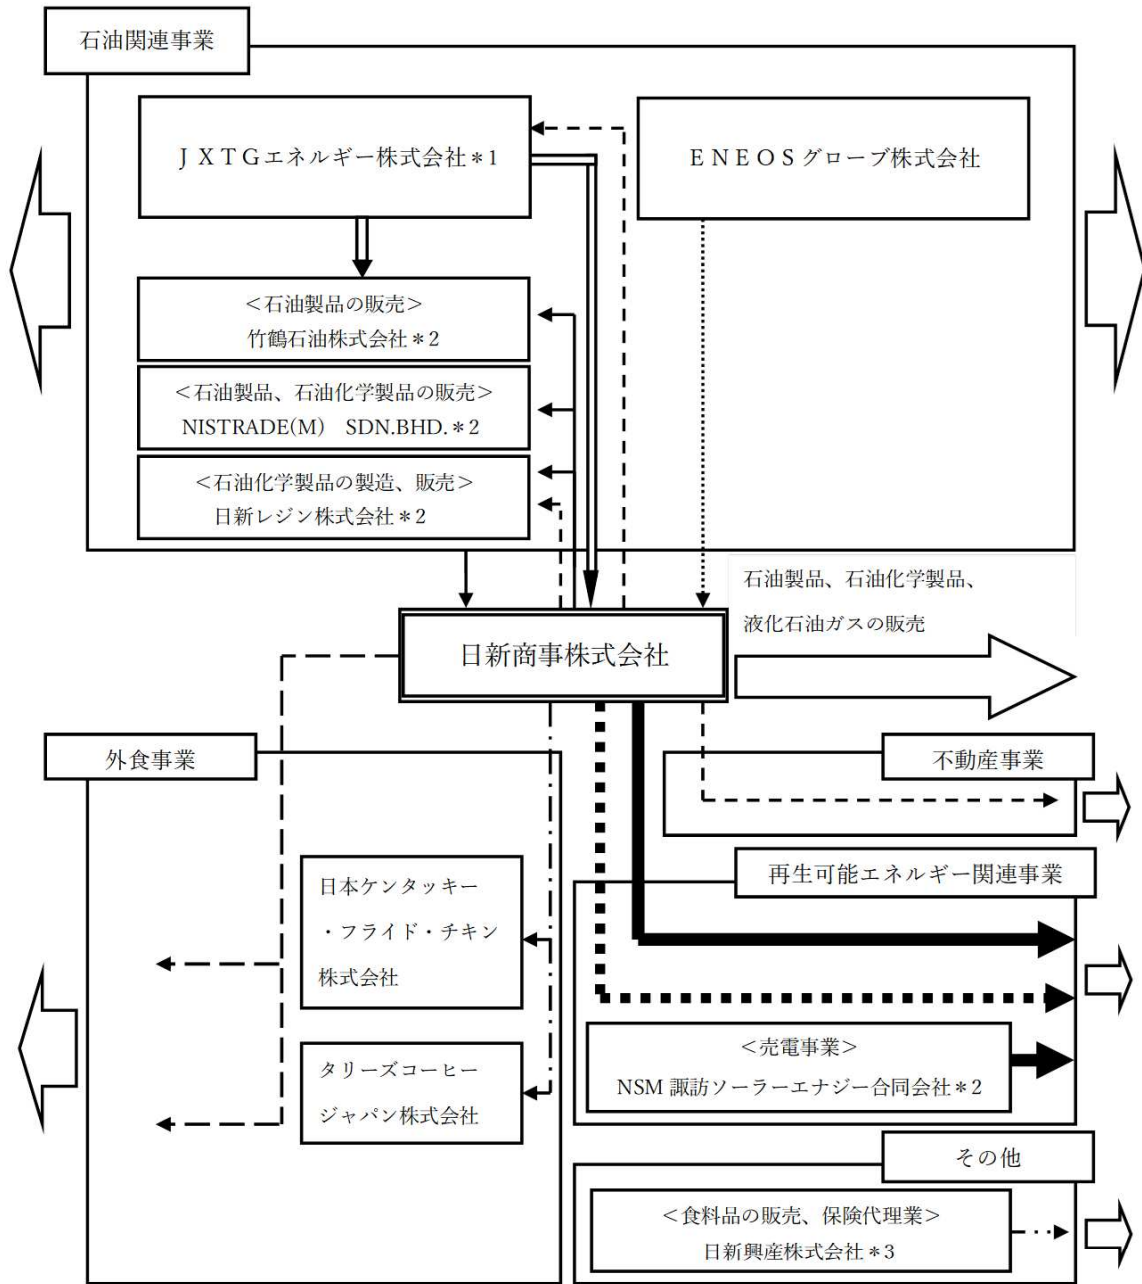 石油関連事業
JXTGエネルギー株式会社＊1
ENEOSグローブ株式会社
＜石油製品の販売＞
竹鶴石油株式会社＊2
＜石油製品、石油化学製品の販売＞
NISTRADE(M) SDN.BHD.＊2
＜石油化学製品の製造、販売＞
日新レジン株式会社＊2
石油製品、石油化学製品、
液化石油ガスの販売
日新商事株式会社
外食事業
不動産事業
再生可能エネルギー関連事業
日本ケンタッキー
・フライド・チキン
株式会社
＜売電事業＞
NSM 諏訪ソーラーエナジー合同会社＊2
タリーズコーヒー
ジャパン株式会社
その他
＜食料品の販売、保険代理業＞
日新興産株式会社＊3